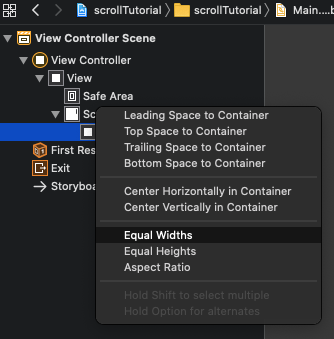 scrollTutorial
scrollTutorial
Main....b
View Controller Scene
View Controller
View
Safe Area
Sc
Leading Space to Container
Top Space to Container
Trailing Space to Container
Bottom Space to Container
First Res
Exit
Storyboa
Center Horizontally in Container
Center Vertically in Container
Equal Widths
Equal Heights
Aspect Ratio
Hold Shift to select multiple
Hold Option for alternates